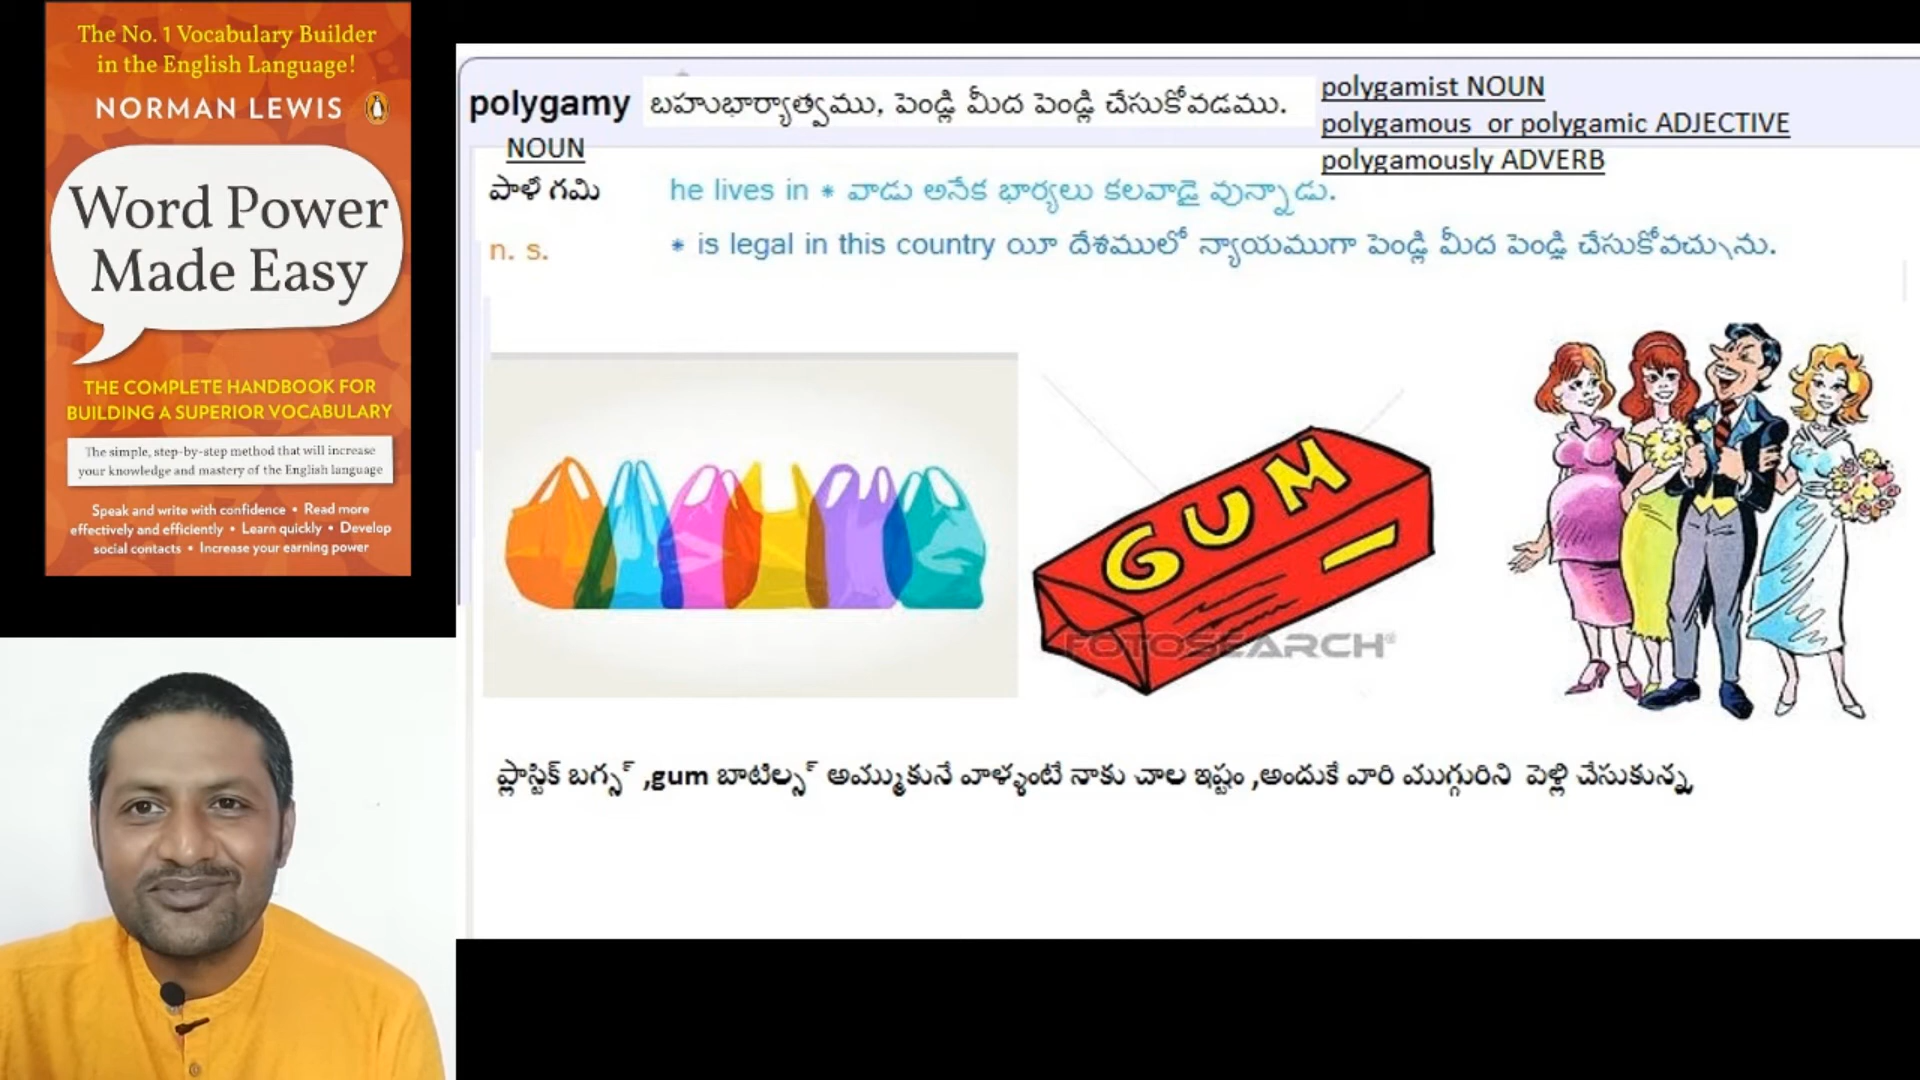 The No. 1 Vocabulary Builder
in the English Language!
NORMAN LEWIS
Word Power
Made Easy
THE COMPLETE HANDBOOK FOR
BUILDING A SUPERIOR VOCABULARY
The simple, step-by-step method that will increase
your knowledge and mastery of the English language
Speak and write with confidence • Read more
effectively and efficiently • Learn quickly • Develop
social contacts • Increase your earning power
polygamy బహుభార్యాత్వము, పెండ్లి మీద పెండ్లి చేసుకోవడము.
NOUN
polygamist NOUN
polygamous or polygamic ADJECTIVE
polygamously ADVERB
పాళీ గమి
he lives in * వాడు అనేక భార్యలు కలవాడై వున్నాడు.
n. s.
* is legal in this country యీ దేశములో న్యాయముగా పెండ్లి మీద పెండ్లి చేసుకోవచ్చును.
GUM
FOTOSEARCH®
ప్లాస్టిక్ బగ్స్ ,gum బాటిల్స్ అమ్ముకునే వాళ్ళంటే నాకు చాల ఇష్టం ,అందుకే వారి ముగ్గురిని పెళ్లి చేసుకున్న